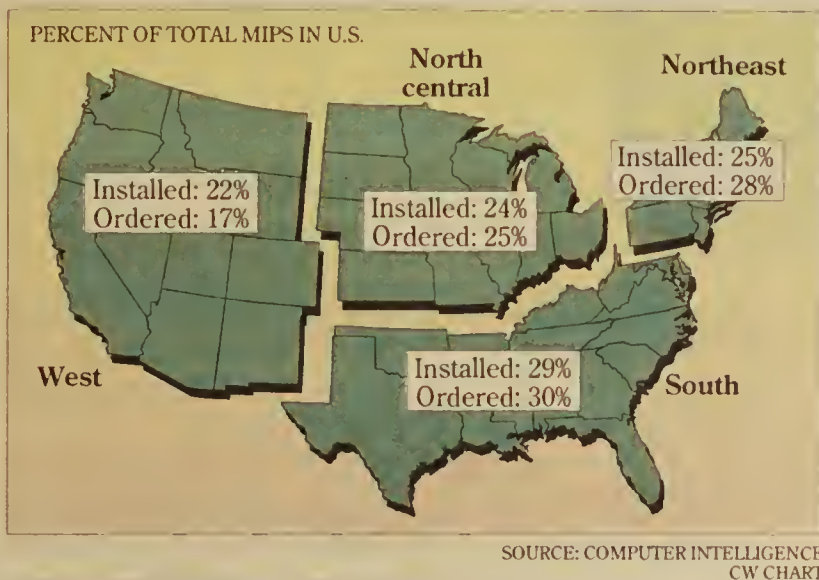 PERCENT OF TOTAL MIPS IN U.S.
North
central
Northeast
Installed: 25%
Ordered: 28%
Installed: 22%
Ordered: 17%
Installed: 24%
Ordered: 25%
West
Installed: 29%
Ordered: 30%
South
SOURCE: COMPUTER INTELLIGENCE
CW CHART